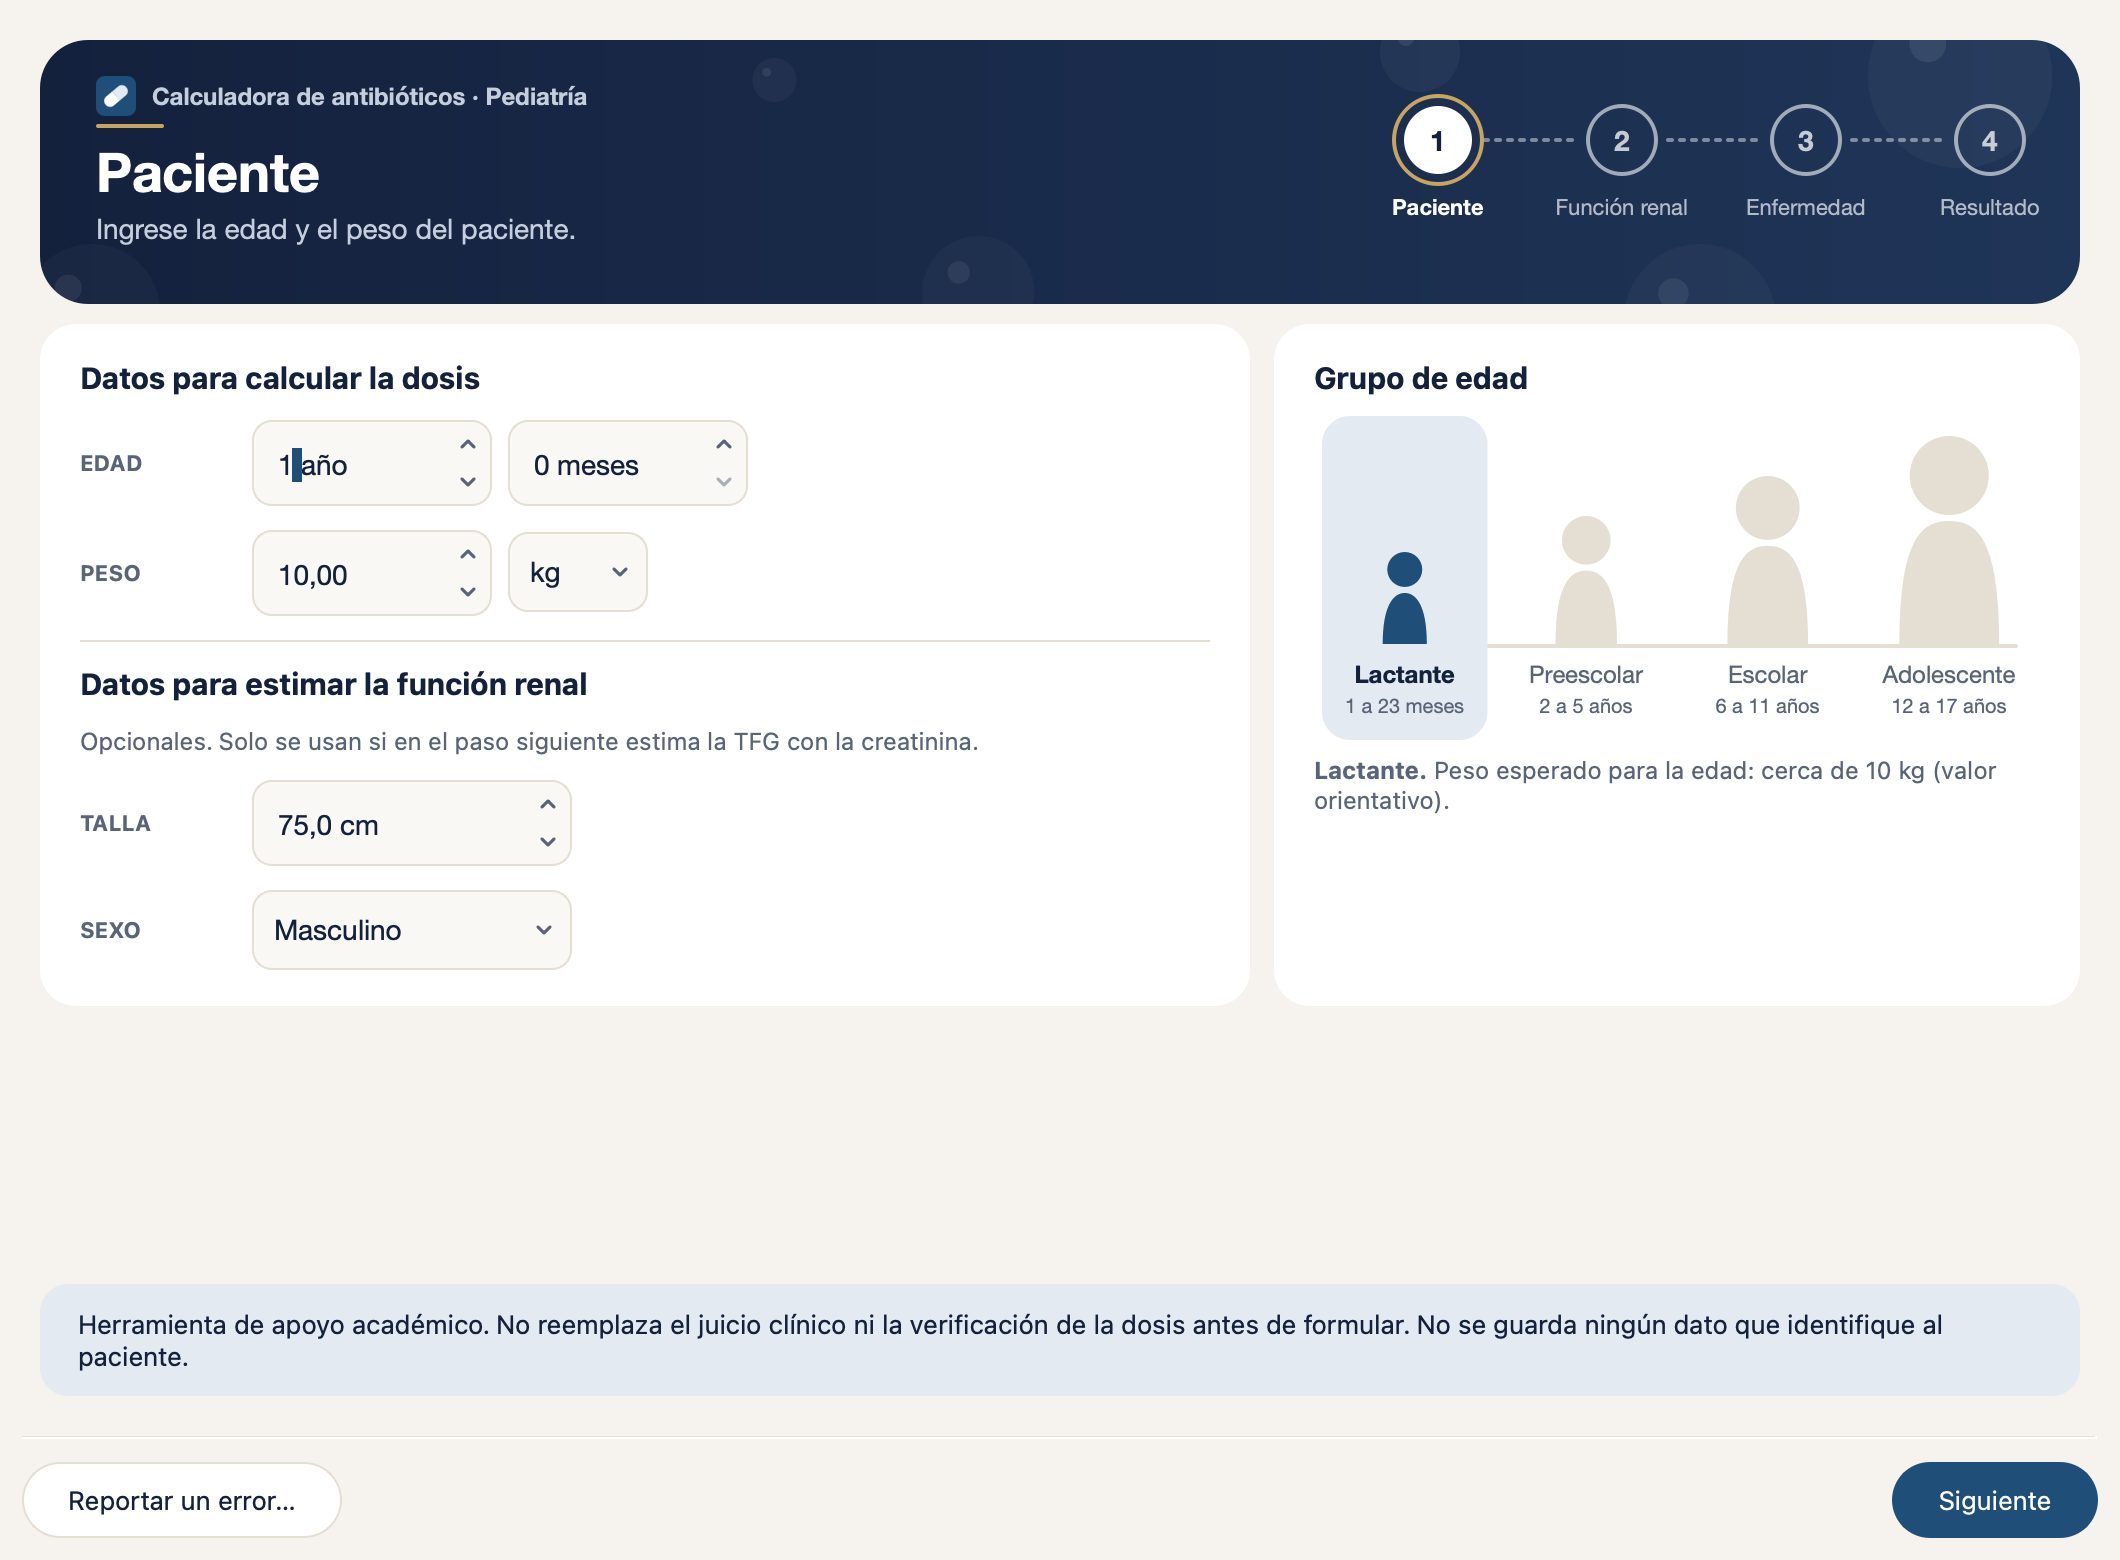 Calculadora de antibióticos · Pediatría
Paciente
Ingrese la edad y el peso del paciente.
1
2
3
4
Paciente
Función renal
Enfermedad
Resultado
Datos para calcular la dosis
EDAD
1 año
0 meses
PESO
10,00
kg
Datos para estimar la función renal
Opcionales. Solo se usan si en el paso siguiente estima la TFG con la creatinina.
TALLA
75,0 cm
SEXO
Masculino
Grupo de edad
Lactante
1 a 23 meses
Preescolar
2 a 5 años
Escolar
6 a 11 años
Adolescente
12 a 17 años
Lactante. Peso esperado para la edad: cerca de 10 kg (valor
orientativo).
Herramienta de apoyo académico. No reemplaza el juicio clínico ni la verificación de la dosis antes de formular. No se guarda ningún dato que identifique al
paciente.
Reportar un error...
Siguiente